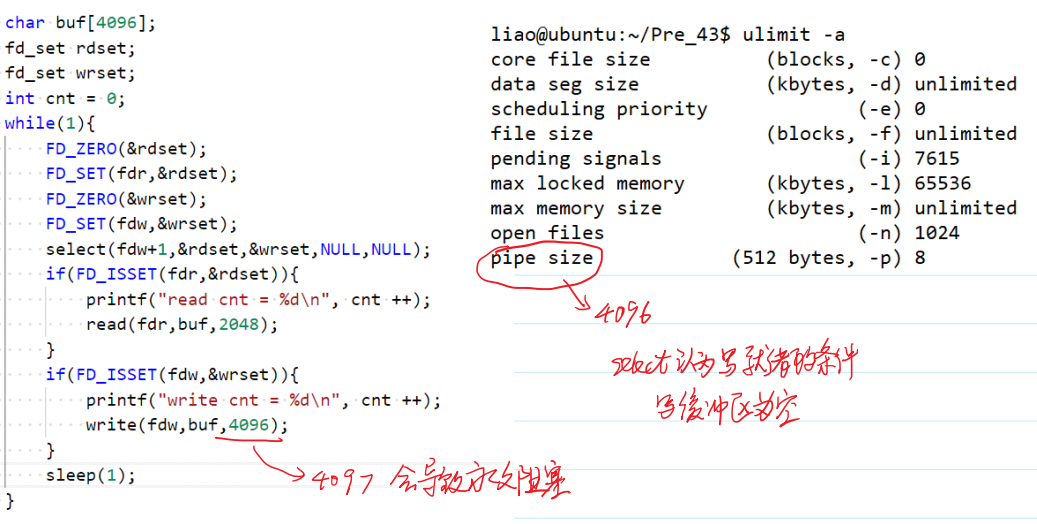 char buf[4096];
fd_set rdset;
fd_set wrset;
int cnt = 0;
while(1){
FD_ZERO(&rdset);
FD_SET(fdr,&rdset);
FD_ZERO(&wrset);
FD_SET(fdw,&wrset);
select(fdw+1,&rdset,&wrset,NULL,NULL);
if(FD_ISSET(fdr,&rdset)){
printf("read cnt = %d\n", cnt ++);
read(fdr,buf,2048);
}
if(FD_ISSET(fdw,&wrset)){
printf("write cnt = %d\n", cnt ++);
write(fdw,buf,4096);
}
sleep(1);
}
4097 会导致永久阻塞
liao@ubuntu:~/Pre_43$ ulimit -a
core file size (blocks, -c) 0
data seg size (kbytes, -d) unlimited
scheduling priority (-e) 0
file size (blocks, -f) unlimited
pending signals (-i) 7615
max locked memory (kbytes, -l) 65536
max memory size (kbytes, -m) unlimited
open files (-n) 1024
pipe size (512 bytes, -p) 8
4096
select认为写就绪的条件
写缓冲区为空